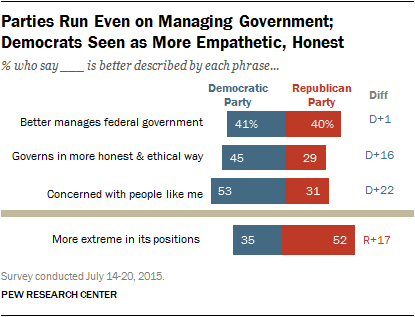 Parties Run Even on Managing Government;
Democrats Seen as More Empathetic, Honest
% who say ___ is better described by each phrase...
Democratic Party Republican Party Diff
Better manages federal government 41% 40% D+1
Governs in more honest & ethical way 45 29 D+16
Concerned with people like me 53 31 D+22
More extreme in its positions 35 52 R+17
Survey conducted July 14-20, 2015.
PEW RESEARCH CENTER